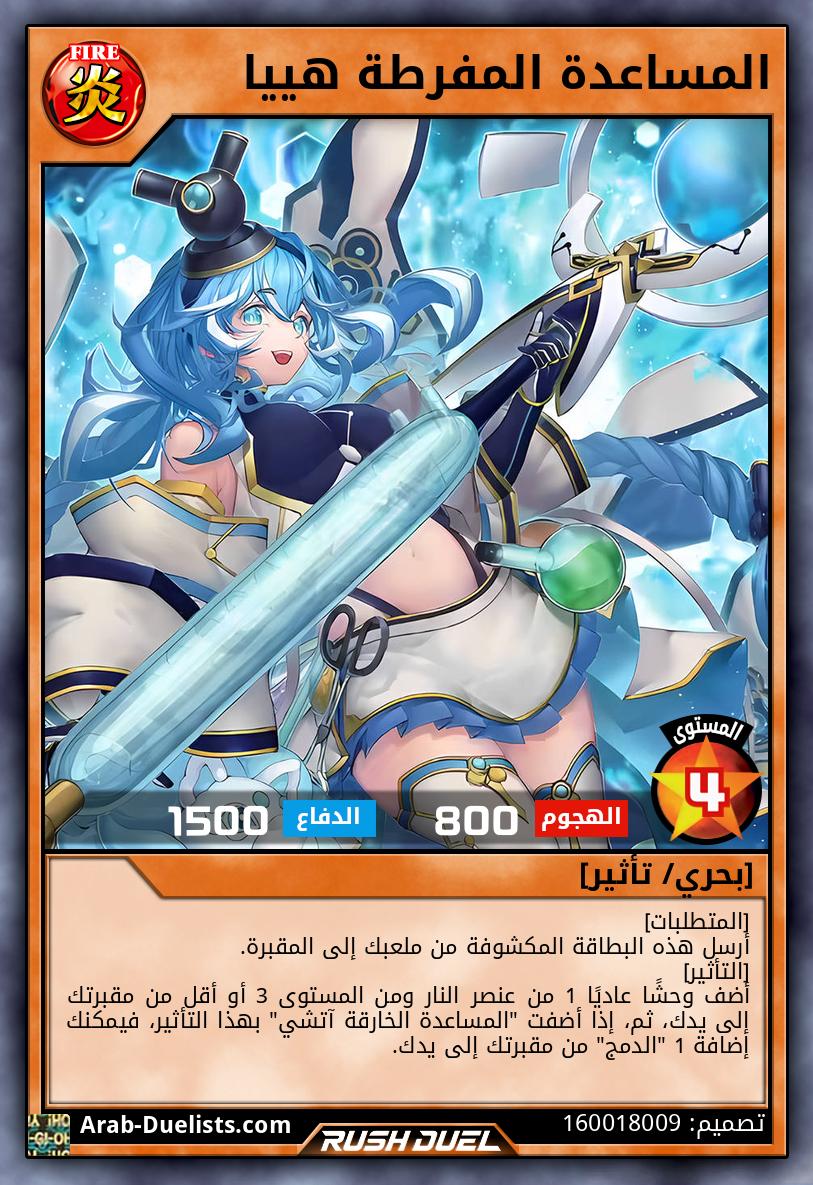 FIRE
炎
المساعدة المفرطة هييا
المستوى
4
الهجوم 800 الدفاع 1500
[بحري/ تأثير]
[المتطلبات]
أرسل هذه البطاقة المكشوفة من ملعبك إلى المقبرة.
[التأثير]
أضف وحشًا عاديًا 1 من عنصر النار ومن المستوى 3 أو أقل من مقبرتك
إلى يدك، ثم، إذا أضفت "المساعدة الخارقة آتشي" بهذا التأثير، فيمكنك
إضافة 1 "الدمج" من مقبرتك إلى يدك.
تصميم: 160018009
RUSH DUEL
Arab-Duelists.com